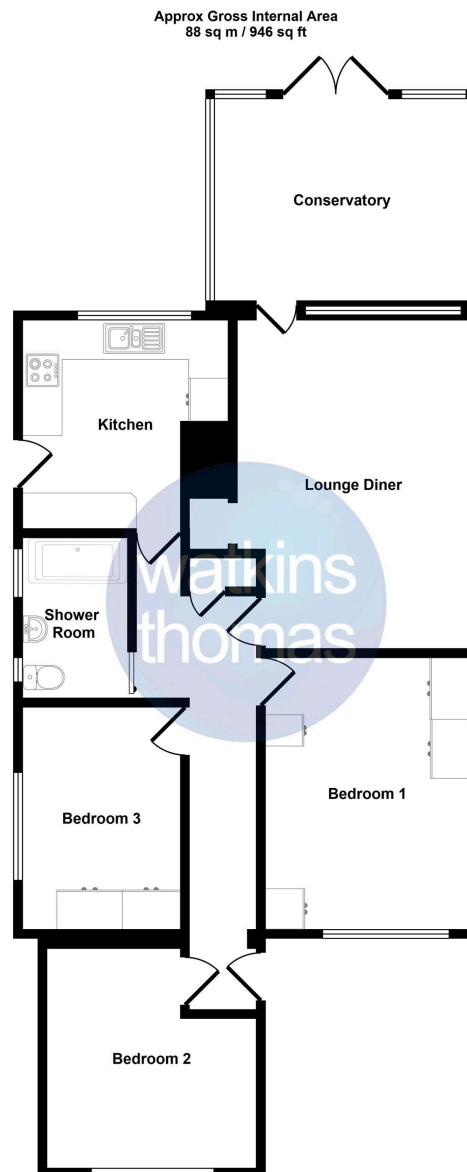 Approx Gross Internal Area
88 sq m / 946 sq ft
Conservatory
Kitchen
Lounge Diner
watkins
thomas
Shower
Room
Bedroom 1
Bedroom 3
Bedroom 2